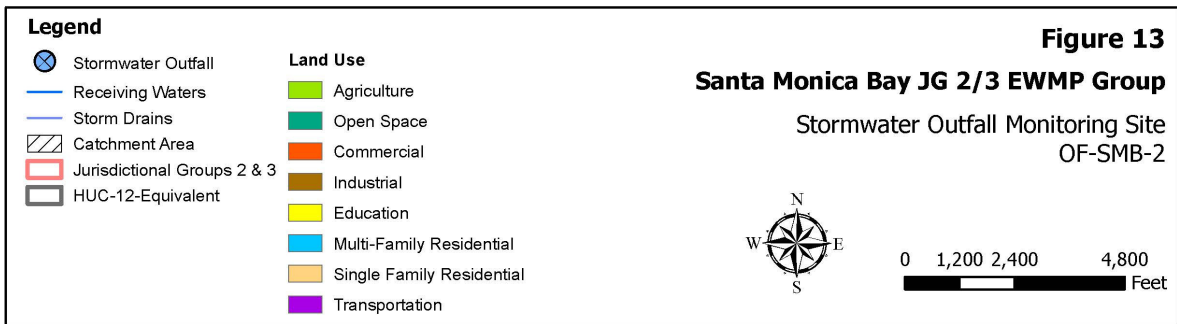 Legend
Stormwater Outfall
Receiving Waters
Storm Drains
Catchment Area
Jurisdictional Groups 2 & 3
HUC-12-Equivalent
Land Use
Agriculture
Open Space
Commercial
Industrial
Education
Multi-Family Residential
Single Family Residential
Transportation
Figure 13
Santa Monica Bay JG 2/3 EWMP Group
Stormwater Outfall Monitoring Site
OF-SMB-2
N
W E
S
0 1,200 2,400 4,800
Feet